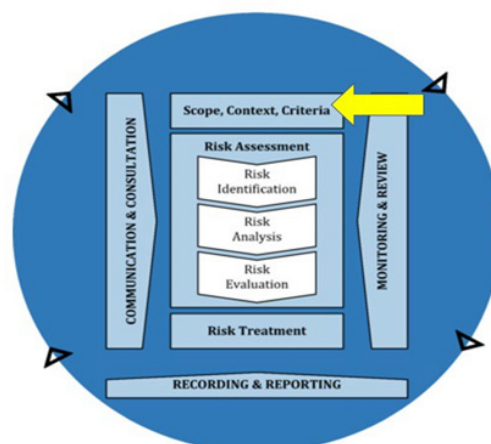 Scope, Context, Criteria
Risk Assessment
Risk
Identification
Risk
Analysis
Risk
Evaluation
Risk Treatment
COMMUNICATION & CONSULTATION
MONITORING & REVIEW
RECORDING & REPORTING